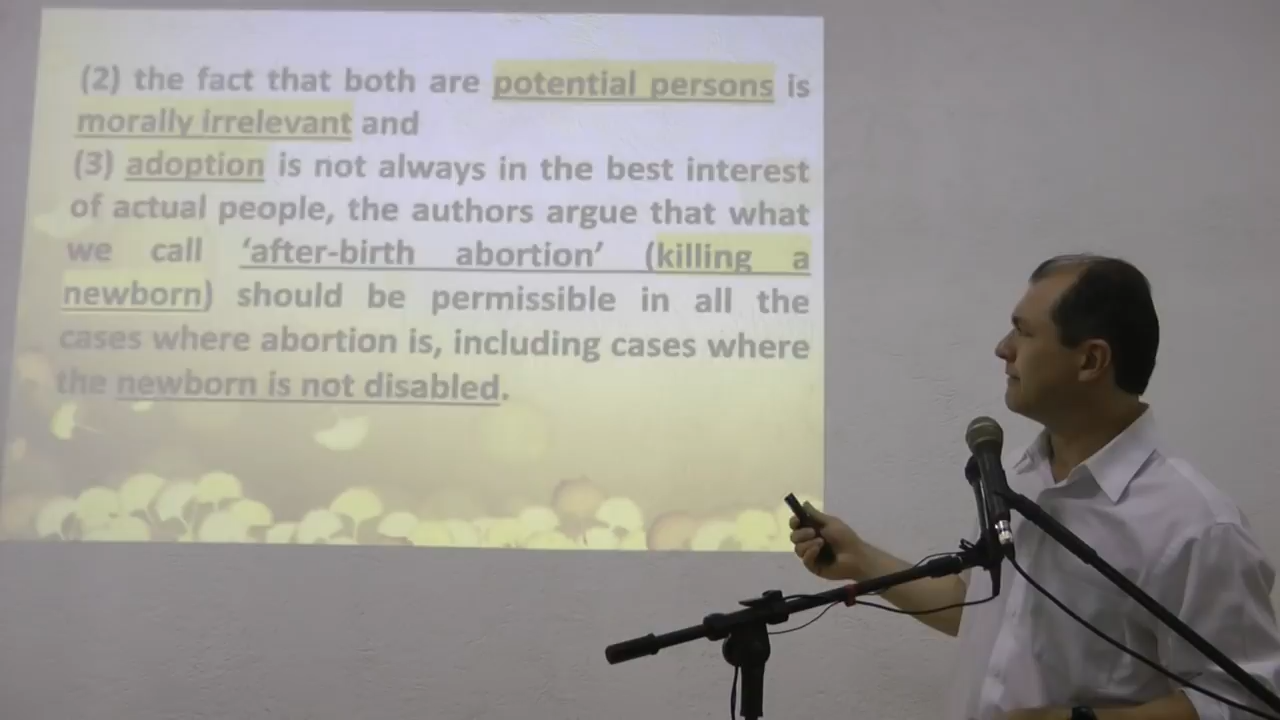 (2) the fact that both are potential persons is
morally irrelevant and
(3) adoption is not always in the best interest
of actual people, the authors argue that what
we call ‘after-birth abortion’ (killing a
newborn) should be permissible in all the
cases where abortion is, including cases where
the newborn is not disabled.